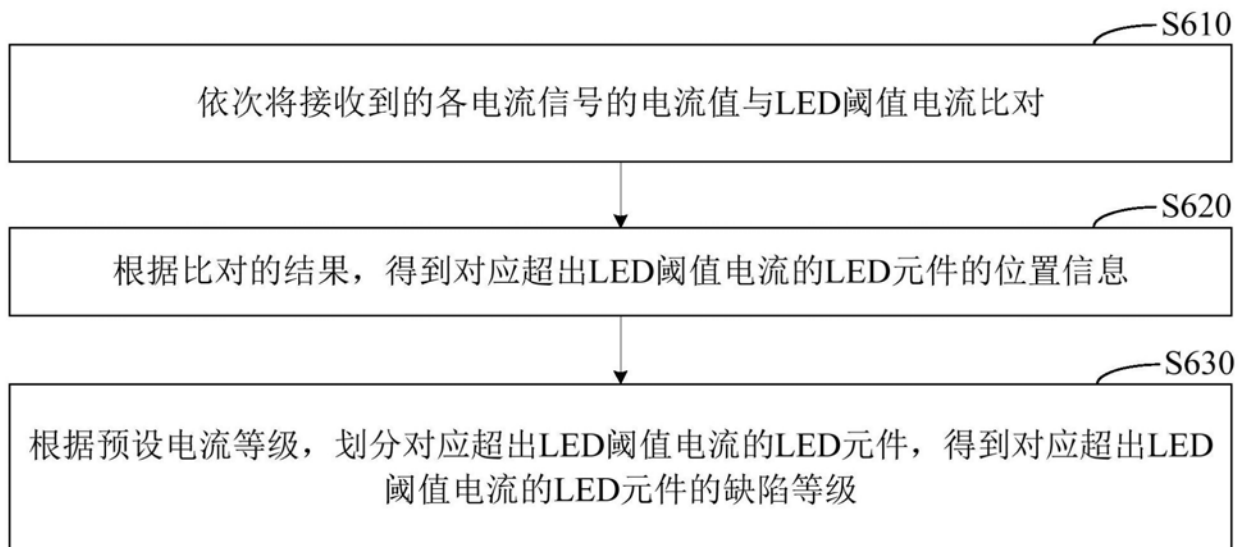 S610
依次将接收到的各电流信号的电流值与LED阈值电流比对
S620
根据比对的结果，得到对应超出LED阈值电流的LED元件的位置信息
S630
根据预设电流等级，划分对应超出LED阈值电流的LED元件，得到对应超出LED
阈值电流的LED元件的缺陷等级